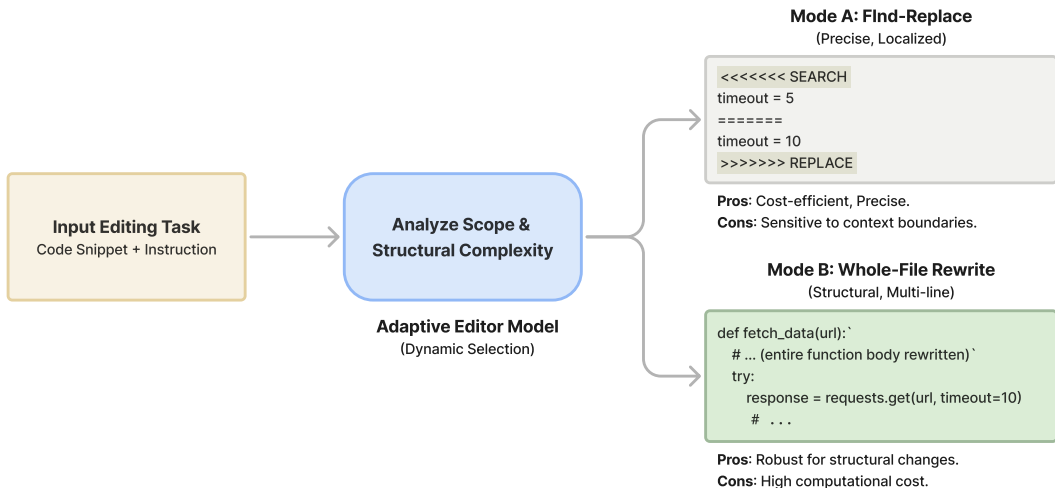 Mode A: FInd-Replace
(Precise, Localized)
<<<<<<< SEARCH
timeout = 5
=======
timeout = 10
>>>>>>> REPLACE
Pros: Cost-efficient, Precise.
Cons: Sensitive to context boundaries.
Input Editing Task
Code Snippet + Instruction
Analyze Scope &
Structural Complexity
Adaptive Editor Model
(Dynamic Selection)
Mode B: Whole-File Rewrite
(Structural, Multi-line)
def fetch_data(url):`
# ... (entire function body rewritten)`
try:
response = requests.get(url, timeout=10)
# ...
Pros: Robust for structural changes.
Cons: High computational cost.